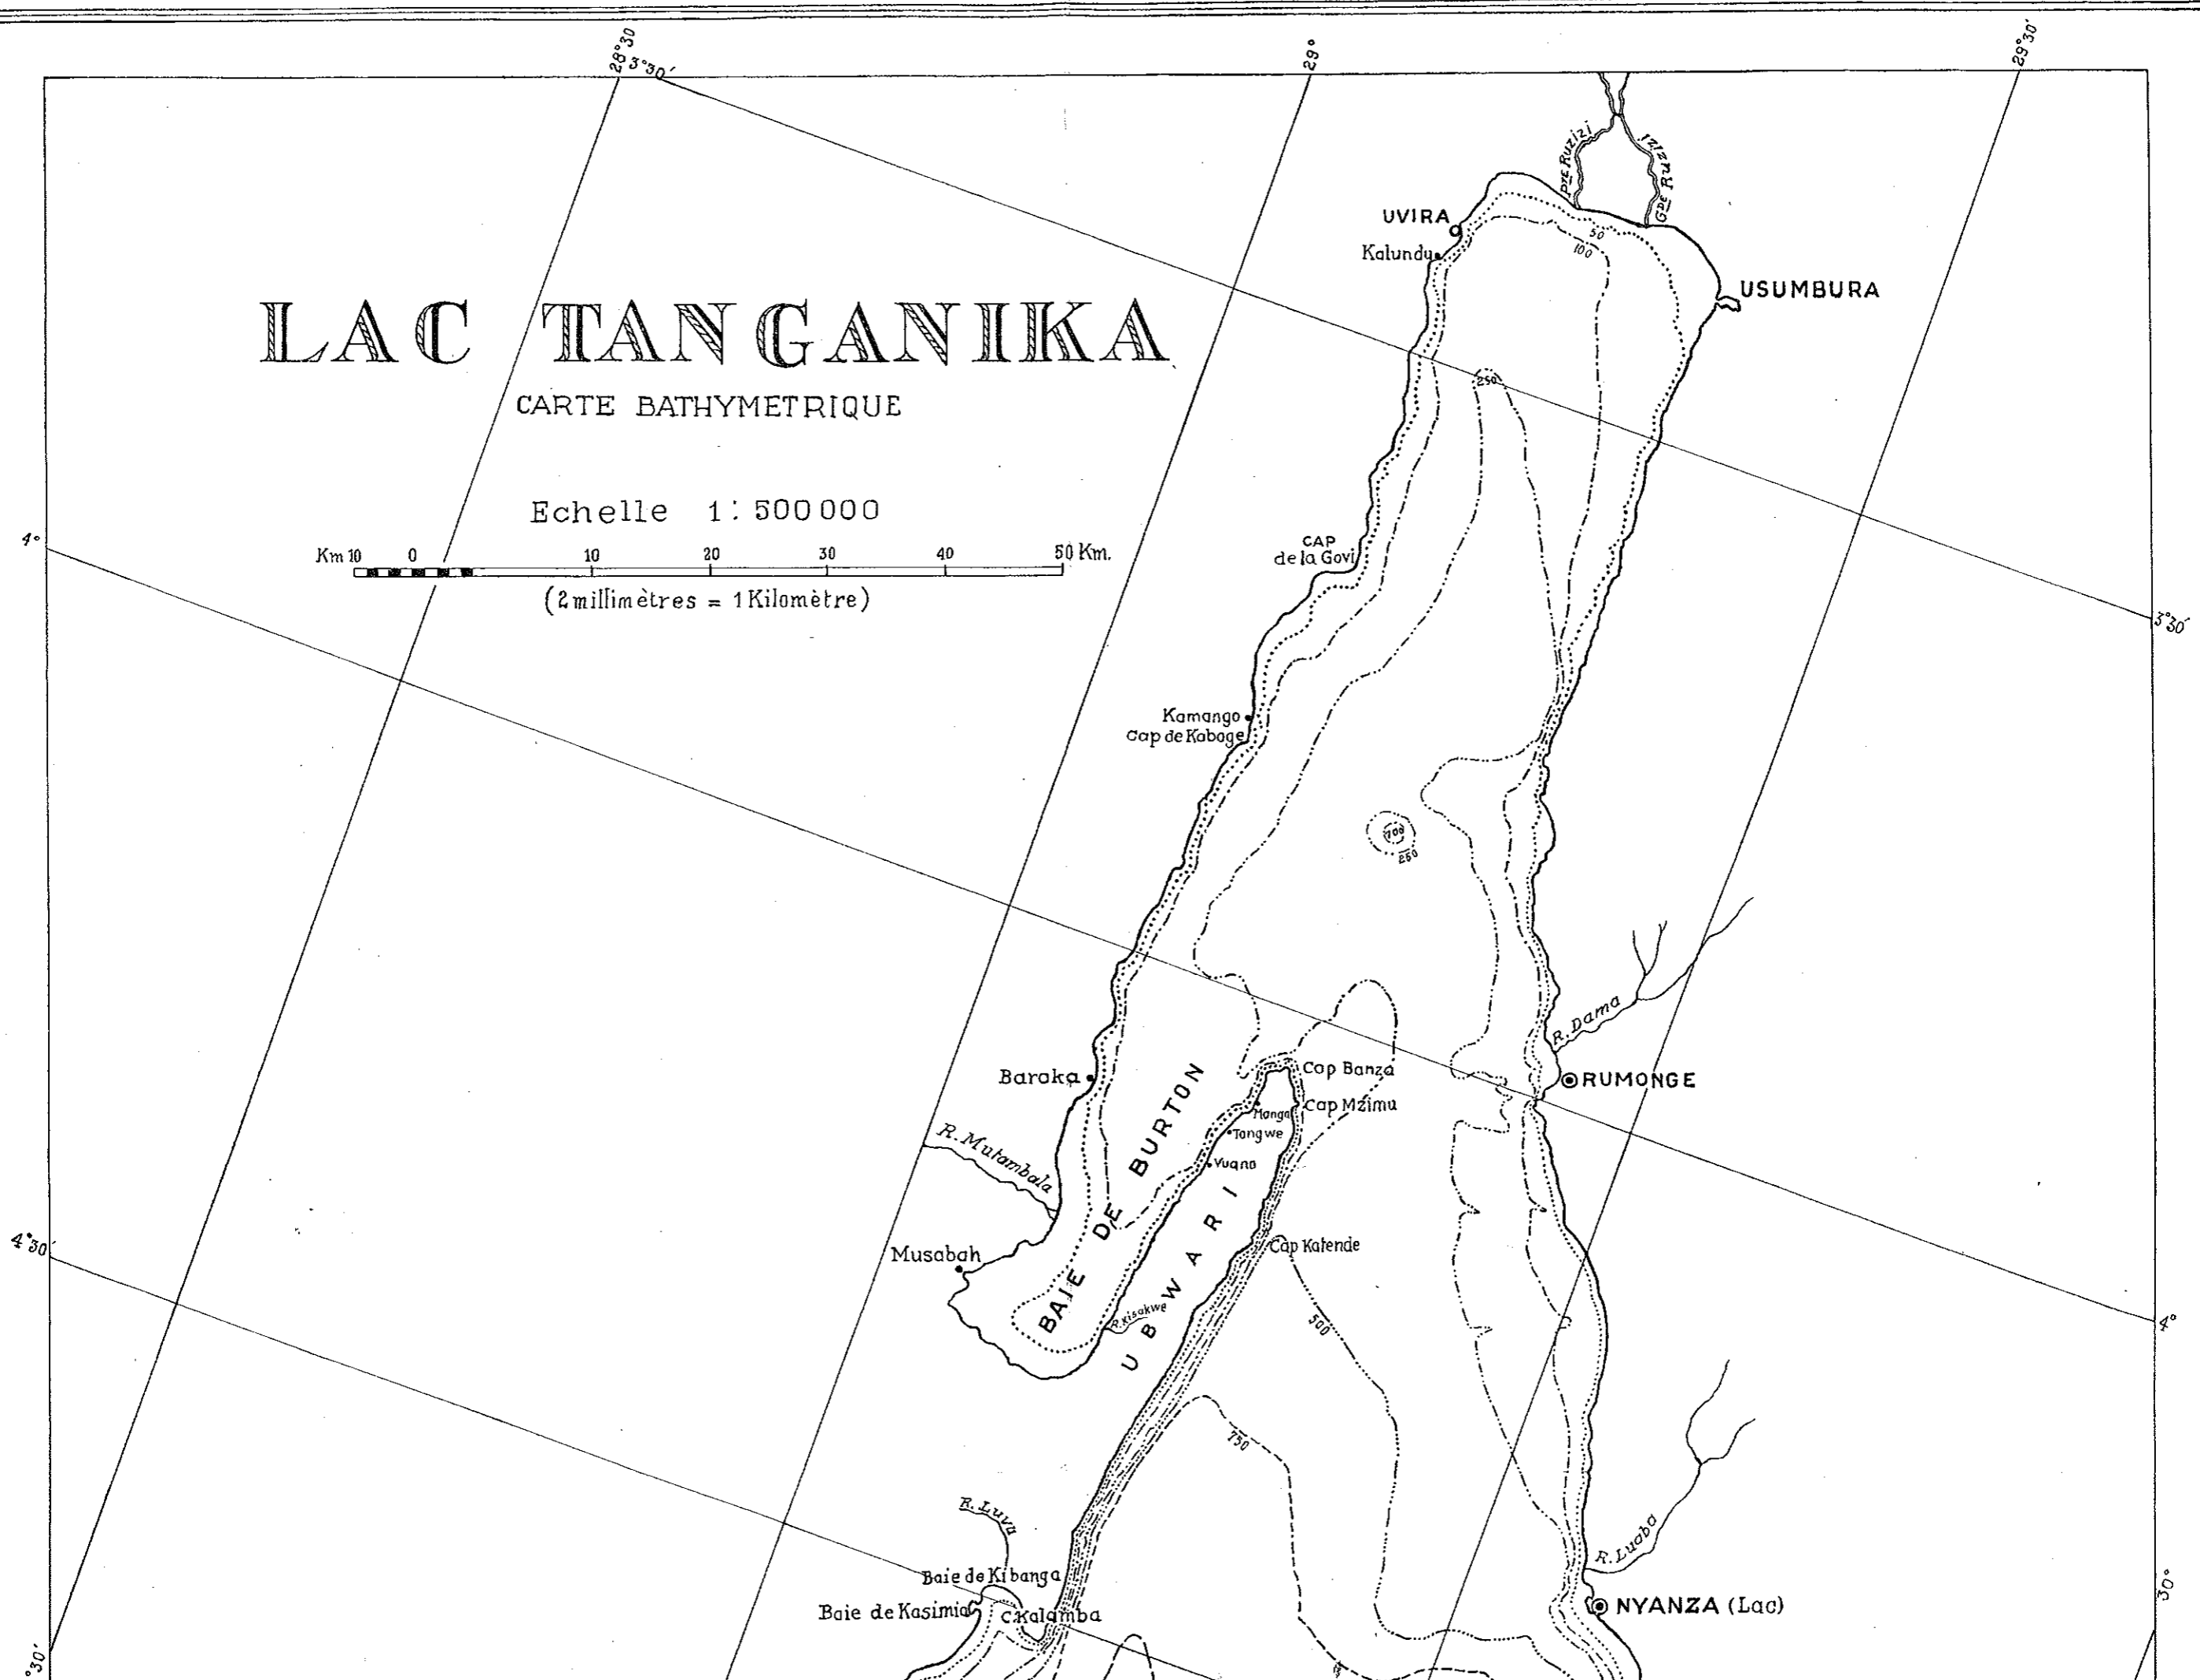 28°30
3°30'
29°
29°30'
Pte Ruzizi
Gde Ruzizi
UVIRA
Kalundu
50
100
USUMBURA
LAC TANGANIKA
CARTE BATHYMETRIQUE
250
Echelle 1:500000
4°
Km 10 0 10 20 30 40 50 Km.
(2 millimètres = 1 Kilomètre)
CAP
de la Govi
3°30'
Kamango
Cap de Kaboge
100
250
R. Dama
Baraka
Cap Banza
RUMONGE
Cap Mzimu
Manga
Tangwe
R. Mutambala
BAIE DE BURTON
UBWARI
4°30'
Musabah
Cap Katende
R. Kisakwe
500
4°
750
R. Luvu
R. Luaba
Baie de Kibanga
Baie de Kasimia
C. Kalamba
NYANZA (Lac)
30°
30'